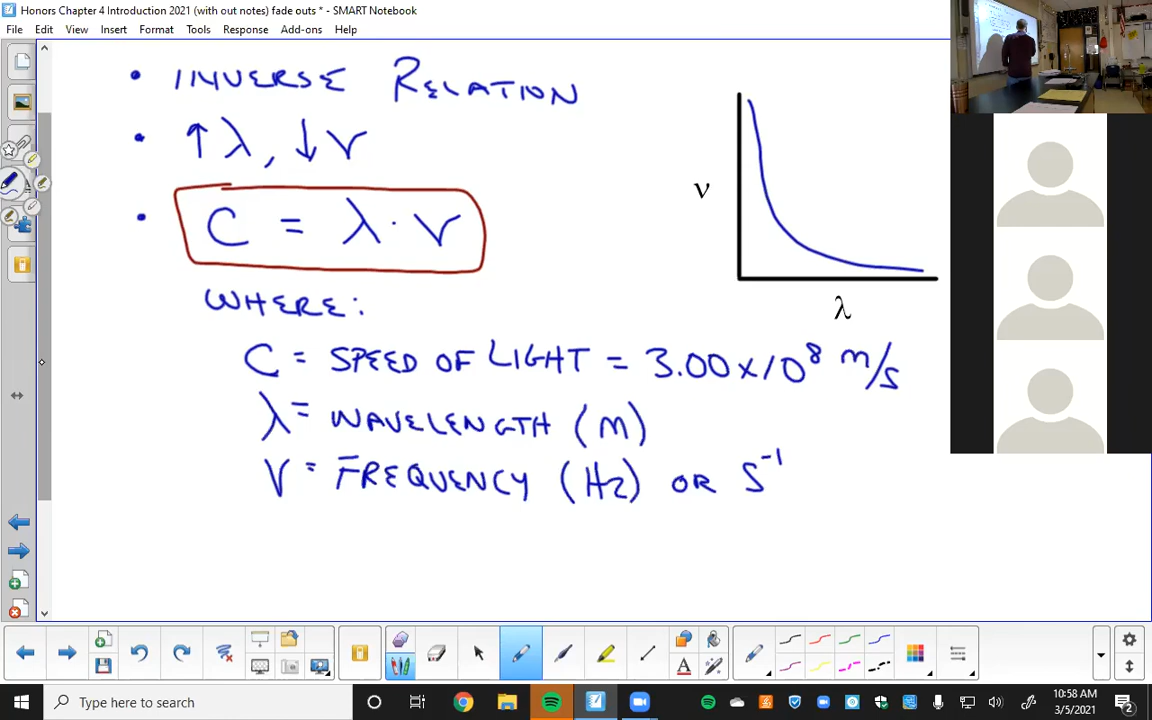 Honors Chapter 4 Introduction 2021 (with out notes) fade outs * - SMART Notebook
File Edit View Insert Format Tools Response Add-ons Help
• INVERSE RELATION
• ↑λ, ↓ν
• C = λ · ν
WHERE:
C = SPEED OF LIGHT = 3.00 x 10⁸ m/s
λ = WAVELENGTH (m)
ν = FREQUENCY (Hz) OR S⁻¹
ν
λ
Type here to search
10:58 AM
3/5/2021
2